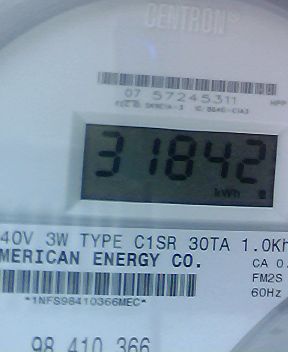 CENTRON®
07 57245311
HPP
31842
kWh
40V 3W TYPE C1SR 30TA 1.0Kh
MERICAN ENERGY CO.
CA 0.
FM2S
60Hz
*1NFS98410366MEC*
98 410 366